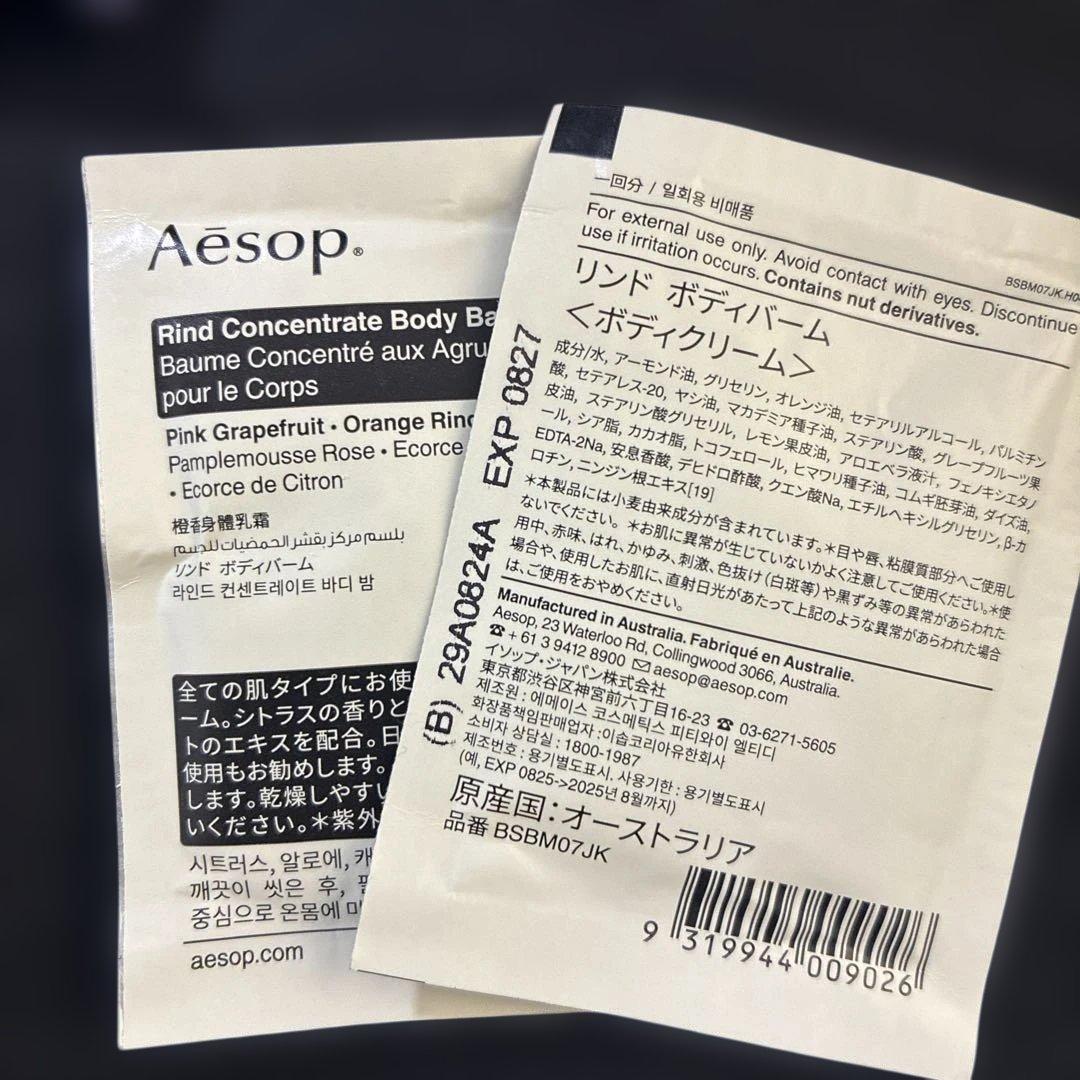 Aēsop®
Rind Concentrate Body Ba
Baume Concentré aux Agru
pour le Corps
Pink Grapefruit • Orange Rind
Pamplemousse Rose • Ecorce
• Ecorce de Citron
橙香身體乳霜
بلسم مركز بقشر الحمضيات للجسم
リンド ボディバーム
라인드 컨센트레이트 바디 밤
全ての肌タイプにお使
ーム。シトラスの香りと
トのエキスを配合。日
使用もお勧めします。
します。乾燥しやすい
いください。＊紫外
시트러스, 알로에, 캐
깨끗이 씻은 후, 팔
중심으로 온몸에 마
aesop.com
一回分 / 일회용 비매품
BSBM07JK.H0
For external use only. Avoid contact with eyes. Discontinue
use if irritation occurs. Contains nut derivatives.
リンド ボディバーム
＜ボディクリーム＞
成分/水, アーモンド油, グリセリン, オレンジ油, セテアリルアルコール, パルミチン
酸, セテアレス-20, ヤシ油, マカデミア種子油, ステアリン酸, グレープフルーツ果
皮油, ステアリン酸グリセリル, レモン果皮油, アロエベラ液汁, フェノキシエタノ
ール, シア脂, カカオ脂, トコフェロール, ヒマワリ種子油, コムギ胚芽油, ダイズ油,
EDTA-2Na, 安息香酸, デヒドロ酢酸, クエン酸Na, エチルヘキシルグリセリン, β-カ
ロチン, ニンジン根エキス[19]
＊本製品には小麦由来成分が含まれています。＊目や唇、粘膜質部分へご使用し
ないでください。＊お肌に異常が生じていないかよく注意してご使用ください。＊使
用中、赤味、はれ、かゆみ、刺激、色抜け(白斑等)や黒ずみ等の異常があらわれた
場合や、使用したお肌に、直射日光があたって上記のような異常があらわれた場合
は、ご使用をおやめください。
Manufactured in Australia. Fabriqué en Australie.
Aesop, 23 Waterloo Rd, Collingwood 3066, Australia.
☎ + 61 3 9412 8900 ✉ aesop@aesop.com
イソップ・ジャパン株式会社
東京都渋谷区神宮前六丁目16-23 ☎ 03-6271-5605
제조원 : 에메이스 코스메틱스 피티와이 엘티디
화장품책임판매업자 :이솝코리아유한회사
소비자 상담실 : 1800-1987
제조번호 : 용기별도표시. 사용기한 : 용기별도표시
(예, EXP 0825->2025년 8월까지)
原産国：オーストラリア
品番 BSBM07JK
9 319944 009026
(B) 29A0824A EXP 0827